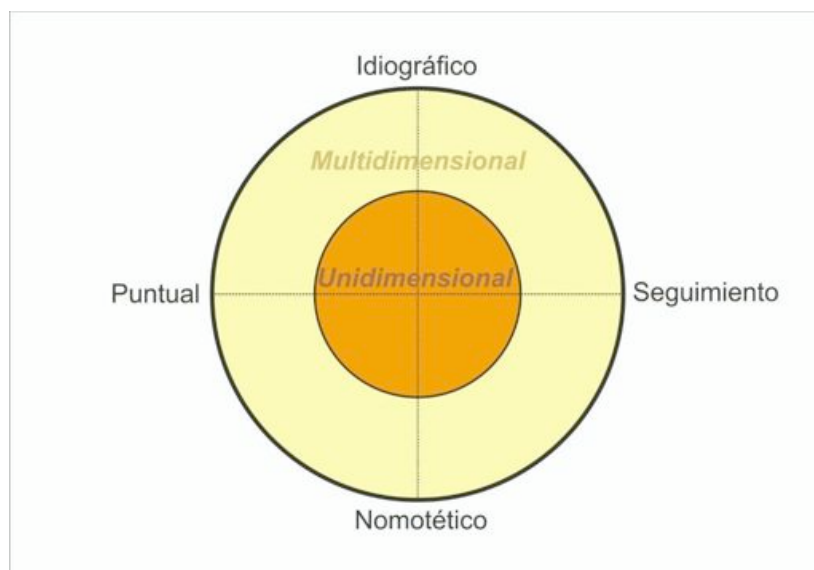 Idiográfico
Multidimensional
Unidimensional
Puntual
Seguimiento
Nomotético